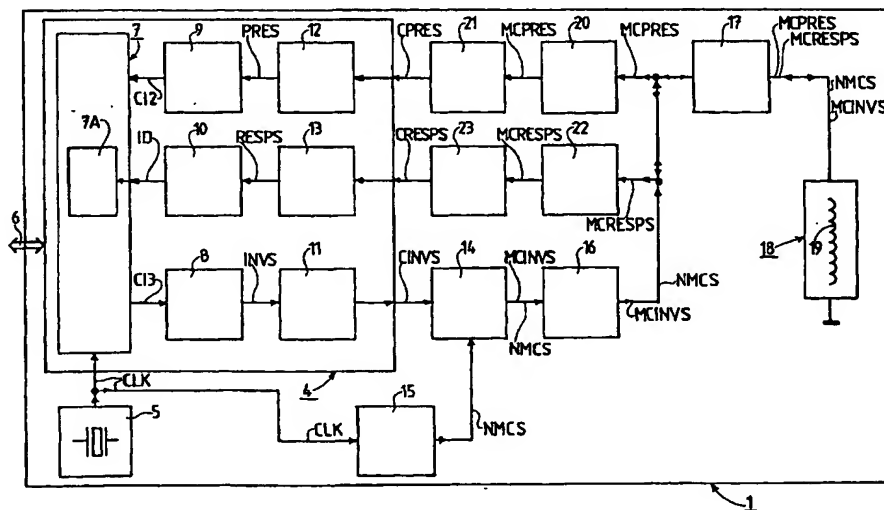 7 9 PRES 12 CPRES 21 MCPRES 20 MCPRES 17 MCPRES
MCRESPS
CI2
NMCS
MCINVS
7A ID 10 RESPS 13 CRESPS 23 MCRESPS 22
MCRESPS
6
18 19
CI3 8 INVS 11 CINVS 14 MCINVS 16
NMCS
NMCS
MCINVS
CLK
4
5 CLK 15 NMCS
1